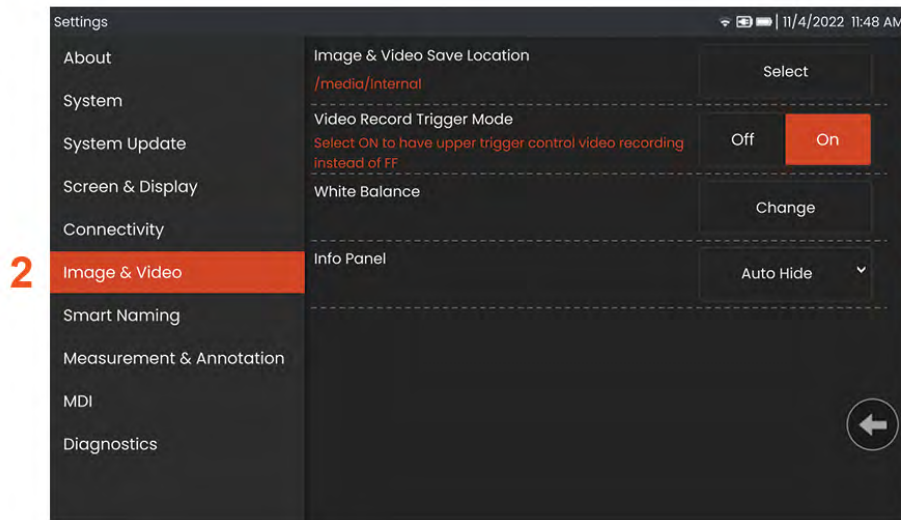 Settings
11/4/2022 11:48 AM
About
System
System Update
Screen & Display
Connectivity
2
Image & Video
Smart Naming
Measurement & Annotation
MDI
Diagnostics
Image & Video Save Location
/media/Internal
Select
Video Record Trigger Mode
Select ON to have upper trigger control video recording
instead of FF
Off
On
White Balance
Change
Info Panel
Auto Hide